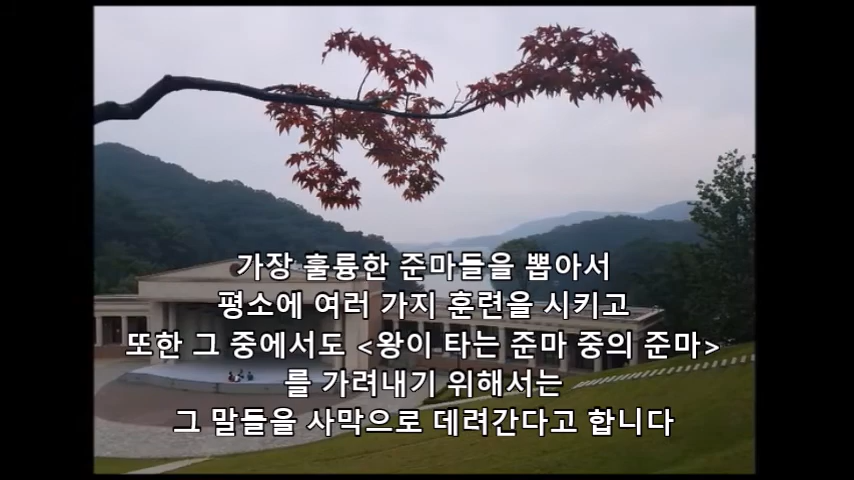 가장 훌륭한 준마들을 뽑아서
평소에 여러 가지 훈련을 시키고
또한 그 중에서도 <왕이 타는 준마 중의 준마>
를 가려내기 위해서는
그 말들을 사막으로 데려간다고 합니다